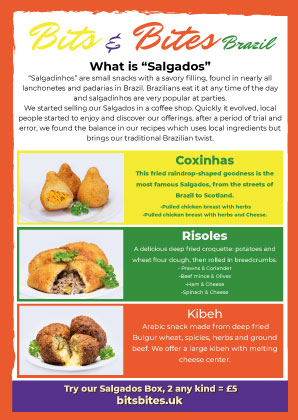 Bits & Bites Brazil
What is “Salgados”
“Salgadinhos” are small snacks with a savory filling, found in nearly all
lanchonetes and padarias in Brazil. Brazilians eat it at any time of the day
and salgadinhos are very popular at parties.
We started selling our Salgados in a coffee shop. Quickly it evolved, local
people started to enjoy and discover our offerings, after a period of trial and
error, we found the balance in our recipes which uses local ingredients but
brings our traditional Brazilian twist.
Coxinhas
This fried raindrop-shaped goodness is the
most famous Salgados, from the streets of
Brazil to Scotland.
-Pulled chicken breast with herbs
-Pulled chicken breast with herbs and Cheese.
Risoles
A delicious deep fried croquette: potatoes and
wheat flour dough, then rolled in breadcrumbs.
-Prawns & Coriander
-Beef mince & Olives
-Ham & Cheese
-Spinach & Cheese
Kibeh
Arabic snack made from deep fried
Bulgur wheat, spicies, herbs and ground
beef. We offer a large kibeh with melting
cheese center.
Try our Salgados Box, 2 any kind = £5
bitsbites.uk